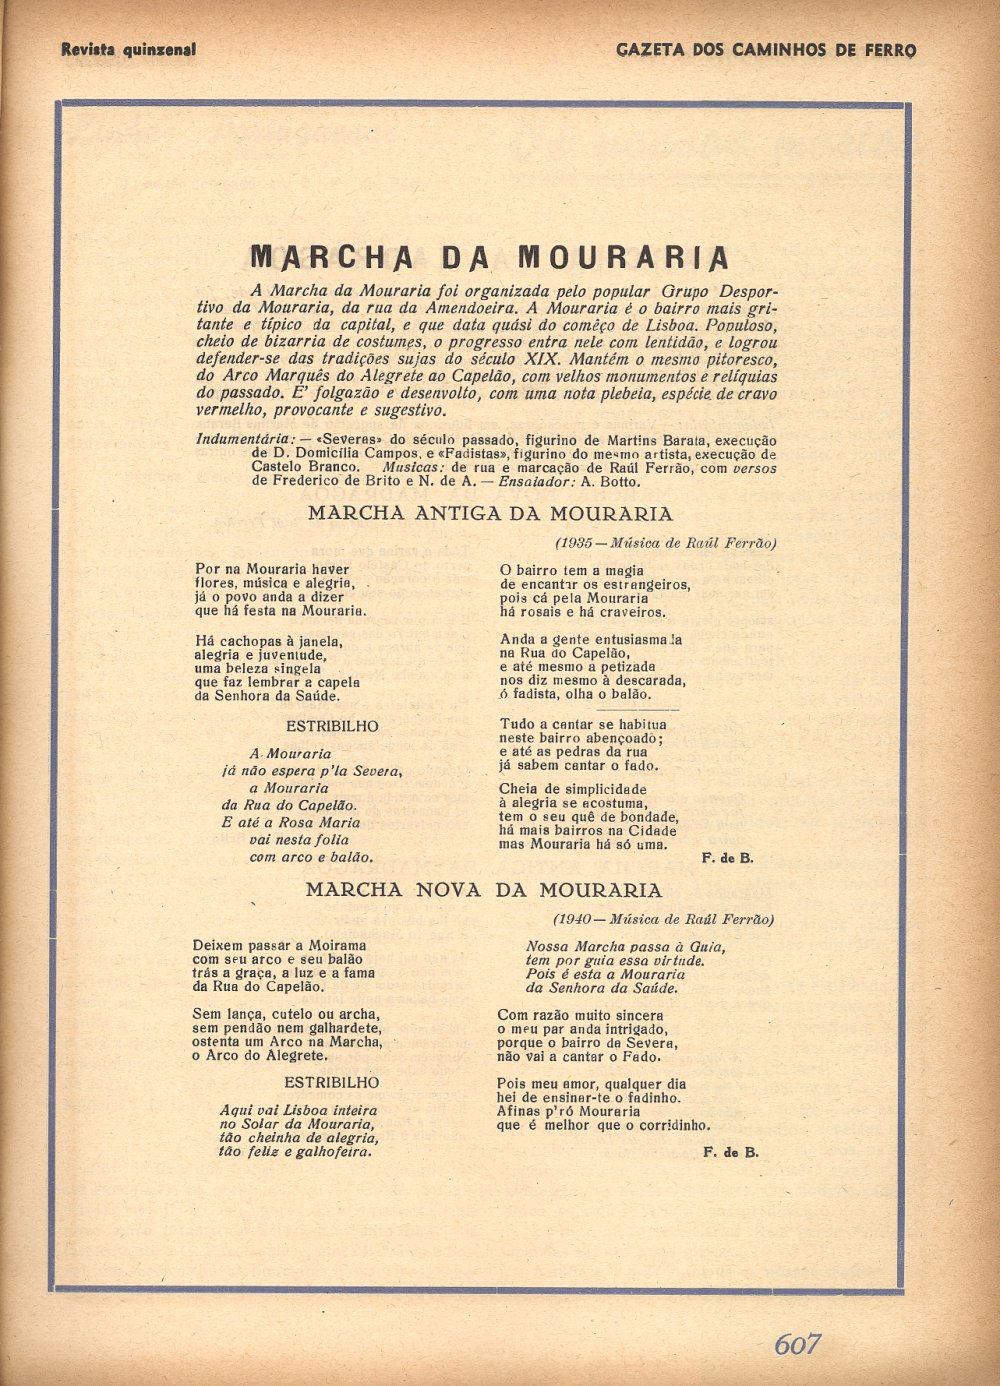 Revista quinzenal
GAZETA DOS CAMINHOS DE FERRO
MARCHA DA MOURARIA
A Marcha da Mouraria foi organizada pelo popular Grupo Despor-
tivo da Mouraria, da rua da Amendoeira. A Mouraria é o bairro mais gri-
tante e típico da capital, e que data quási do comêço de Lisboa. Populoso,
cheio de bizarria de costumes, o progresso entra nele com lentidão, e logrou
defender-se das tradições sujas do século XIX. Mantém o mesmo pitoresco,
do Arco Marquês do Alegrete ao Capelão, com velhos monumentos e relíquias
do passado. E' folgazão e desenvolto, com uma nota plebeia, espécie de cravo
vermelho, provocante e sugestivo.
Indumentária: — «Severas» do século passado, figurino de Martins Barata, execução
de D. Domicília Campos, e «Fadistas», figurino do mesmo artista, execução de
Castelo Branco. Musicas: de rua e marcação de Raúl Ferrão, com versos
de Frederico de Brito e N. de A. — Ensaiador: A. Botto.
MARCHA ANTIGA DA MOURARIA
(1935 — Música de Raúl Ferrão)
Por na Mouraria haver
flores, música e alegria,
já o povo anda a dizer
que há festa na Mouraria.
Há cachopas à janela,
alegria e juventude,
uma beleza singela
que faz lembrar a capela
da Senhora da Saúde.
ESTRIBILHO
A Mouraria
já não espera p'la Severa,
a Mouraria
da Rua do Capelão.
E até a Rosa Maria
vai nesta folia
com arco e balão.
O bairro tem a magia
de encantar os estrangeiros,
pois cá pela Mouraria
há rosais e há craveiros.
Anda a gente entusiasmada
na Rua do Capelão,
e até mesmo a petizada
nos diz mesmo à descarada,
ó fadista, olha o balão.
Tudo a cantar se habitua
neste bairro abençoado;
e até as pedras da rua
já sabem cantar o fado.
Cheia de simplicidade
à alegria se acostuma,
tem o seu quê de bondade,
há mais bairros na Cidade
mas Mouraria há só uma.
F. de B.
MARCHA NOVA DA MOURARIA
(1940 — Música de Raúl Ferrão)
Deixem passar a Moirama
com seu arco e seu balão
trás a graça, a luz e a fama
da Rua do Capelão.
Sem lança, cutelo ou archa,
sem pendão nem galhardete,
ostenta um Arco na Marcha,
o Arco do Alegrete.
ESTRIBILHO
Aqui vai Lisboa inteira
no Solar da Mouraria,
tão cheinha de alegria,
tão feliz e galhofeira.
Nossa Marcha passa à Guia,
tem por guia essa virtude.
Pois é esta a Mouraria
da Senhora da Saúde.
Com razão muito sincera
o meu par anda intrigado,
porque o bairro da Severa,
não vai a cantar o Fado.
Pois meu amor, qualquer dia
hei de ensinar-te o fadinho.
Afinas p'ró Mouraria
que é melhor que o corridinho.
F. de B.
607